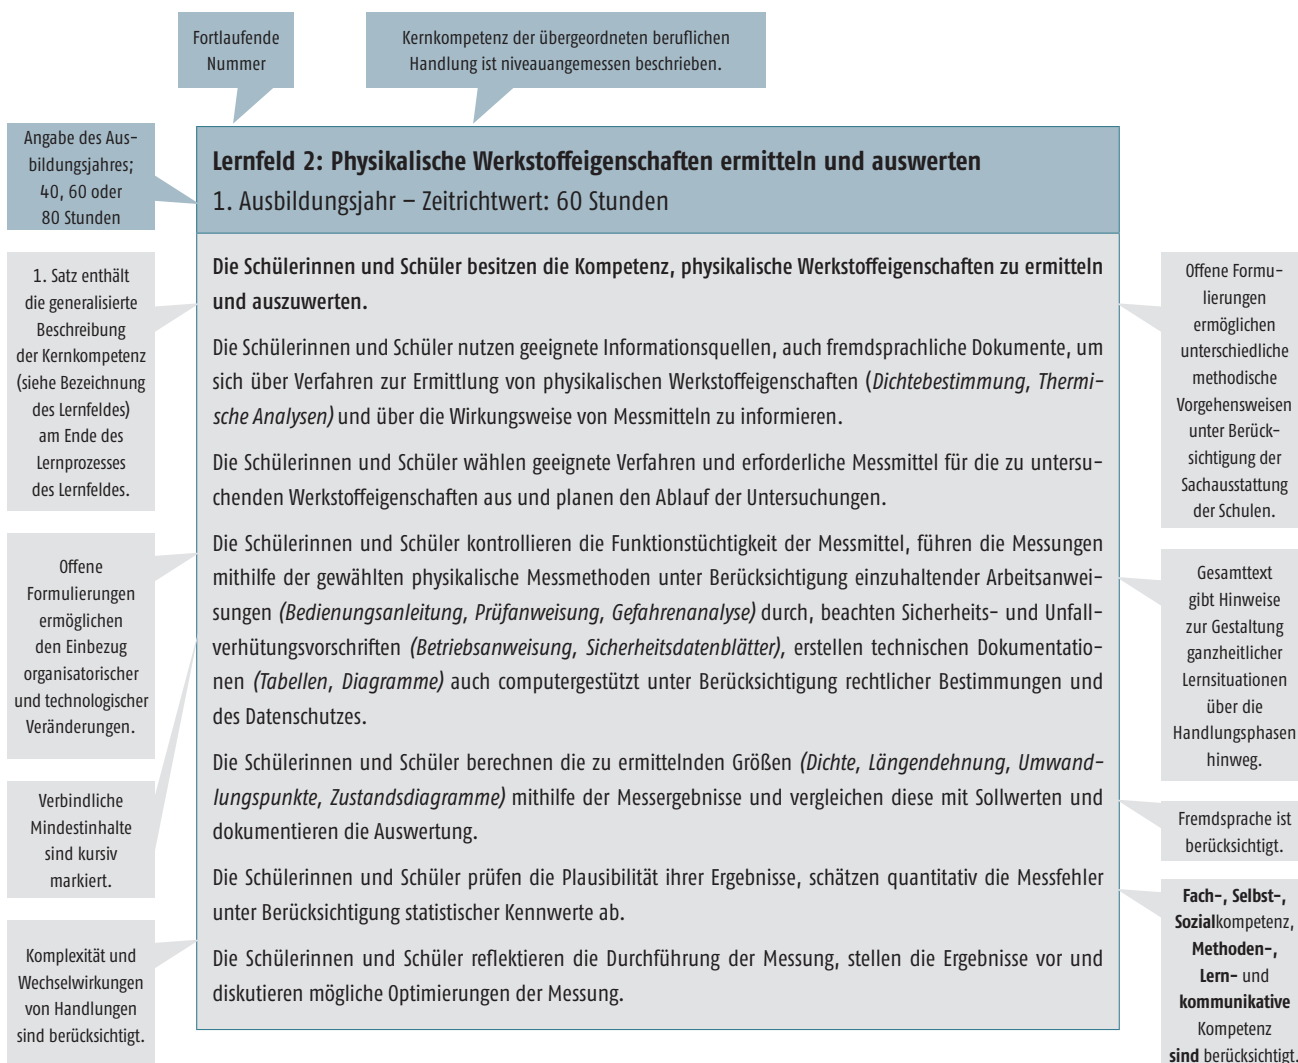 Fortlaufende
Nummer
Kernkompetenz der übergeordneten beruflichen
Handlung ist niveauangemessen beschrieben.
Angabe des Aus-
bildungsjahres;
40, 60 oder
80 Stunden
Lernfeld 2: Physikalische Werkstoffeigenschaften ermitteln und auswerten
1. Ausbildungsjahr – Zeitrichtwert: 60 Stunden
1. Satz enthält
die generalisierte
Beschreibung
der Kernkompetenz
(siehe Bezeichnung
des Lernfeldes)
am Ende des
Lernprozesses
des Lernfeldes.
Offene
Formulierungen
ermöglichen
den Einbezug
organisatorischer
und technologischer
Veränderungen.
Verbindliche
Mindestinhalte
sind kursiv
markiert.
Komplexität und
Wechselwirkungen
von Handlungen
sind berücksichtigt.
Die Schülerinnen und Schüler besitzen die Kompetenz, physikalische Werkstoffeigenschaften zu ermitteln
und auszuwerten.
Die Schülerinnen und Schüler nutzen geeignete Informationsquellen, auch fremdsprachliche Dokumente, um
sich über Verfahren zur Ermittlung von physikalischen Werkstoffeigenschaften (Dichtebestimmung, Thermi-
sche Analysen) und über die Wirkungsweise von Messmitteln zu informieren.
Die Schülerinnen und Schüler wählen geeignete Verfahren und erforderliche Messmittel für die zu untersu-
chenden Werkstoffeigenschaften aus und planen den Ablauf der Untersuchungen.
Die Schülerinnen und Schüler kontrollieren die Funktionstüchtigkeit der Messmittel, führen die Messungen
mithilfe der gewählten physikalische Messmethoden unter Berücksichtigung einzuhaltender Arbeitsanwei-
sungen (Bedienungsanleitung, Prüfanweisung, Gefahrenanalyse) durch, beachten Sicherheits- und Unfall-
verhütungsvorschriften (Betriebsanweisung, Sicherheitsdatenblätter), erstellen technischen Dokumentatio-
nen (Tabellen, Diagramme) auch computergestützt unter Berücksichtigung rechtlicher Bestimmungen und
des Datenschutzes.
Die Schülerinnen und Schüler berechnen die zu ermittelnden Größen (Dichte, Längendehnung, Umwand-
lungspunkte, Zustandsdiagramme) mithilfe der Messergebnisse und vergleichen diese mit Sollwerten und
dokumentieren die Auswertung.
Die Schülerinnen und Schüler prüfen die Plausibilität ihrer Ergebnisse, schätzen quantitativ die Messfehler
unter Berücksichtigung statistischer Kennwerte ab.
Die Schülerinnen und Schüler reflektieren die Durchführung der Messung, stellen die Ergebnisse vor und
diskutieren mögliche Optimierungen der Messung.
Offene Formu-
lierungen
ermöglichen
unterschiedliche
methodische
Vorgehensweisen
unter Berück-
sichtigung der
Sachausstattung
der Schulen.
Gesamttext
gibt Hinweise
zur Gestaltung
ganzheitlicher
Lernsituationen
über die
Handlungsphasen
hinweg.
Fremdsprache ist
berücksichtigt.
Fach-, Selbst-,
Sozialkompetenz,
Methoden-,
Lern- und
kommunikative
Kompetenz
sind berücksichtigt.